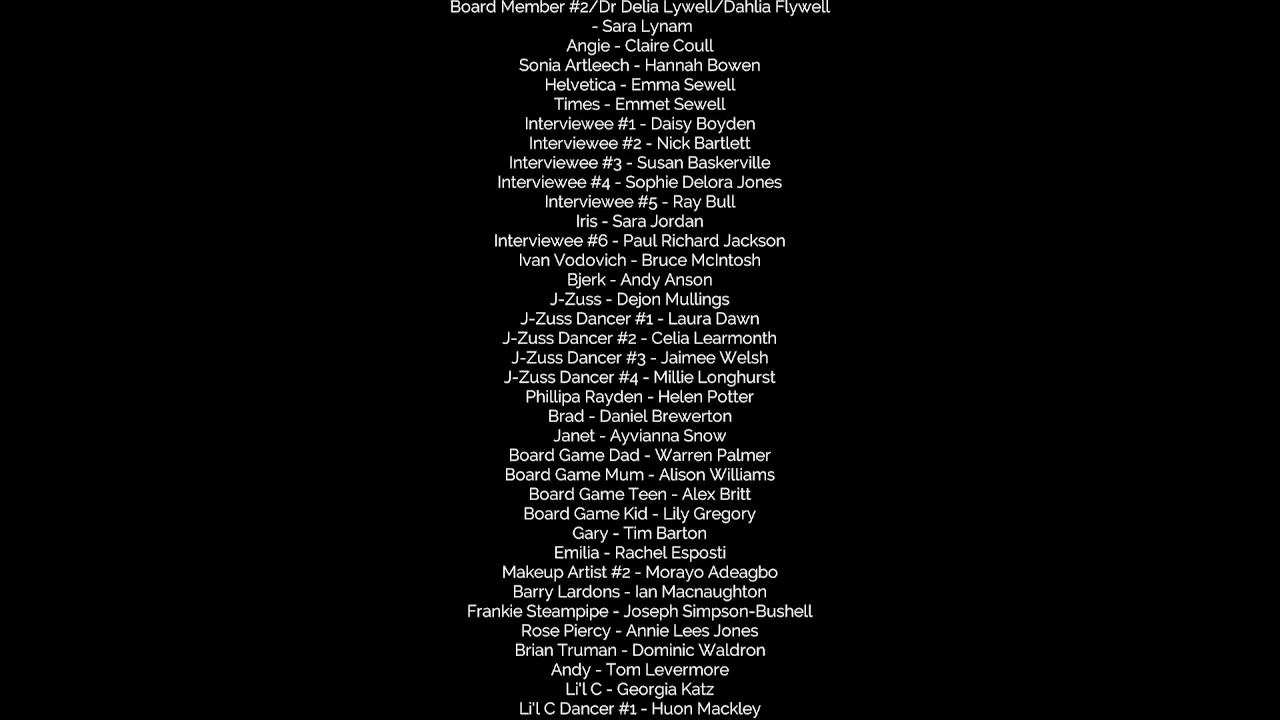 Board Member #2/Dr Delia Lywell/Dahlia Flywell
- Sara Lynam
Angie - Claire Coull
Sonia Artleech - Hannah Bowen
Helvetica - Emma Sewell
Times - Emmet Sewell
Interviewee #1 - Daisy Boyden
Interviewee #2 - Nick Bartlett
Interviewee #3 - Susan Baskerville
Interviewee #4 - Sophie Delora Jones
Interviewee #5 - Ray Bull
Iris - Sara Jordan
Interviewee #6 - Paul Richard Jackson
Ivan Vodovich - Bruce McIntosh
Bjerk - Andy Anson
J-Zuss - Dejon Mullings
J-Zuss Dancer #1 - Laura Dawn
J-Zuss Dancer #2 - Celia Learmonth
J-Zuss Dancer #3 - Jaimee Welsh
J-Zuss Dancer #4 - Millie Longhurst
Phillipa Rayden - Helen Potter
Brad - Daniel Brewerton
Janet - Ayvianna Snow
Board Game Dad - Warren Palmer
Board Game Mum - Alison Williams
Board Game Teen - Alex Britt
Board Game Kid - Lily Gregory
Gary - Tim Barton
Emilia - Rachel Esposti
Makeup Artist #2 - Morayo Adeagbo
Barry Lardons - Ian Macnaughton
Frankie Steampipe - Joseph Simpson-Bushell
Rose Piercy - Annie Lees Jones
Brian Truman - Dominic Waldron
Andy - Tom Levermore
Li'l C - Georgia Katz
Li'l C Dancer #1 - Huon Mackley